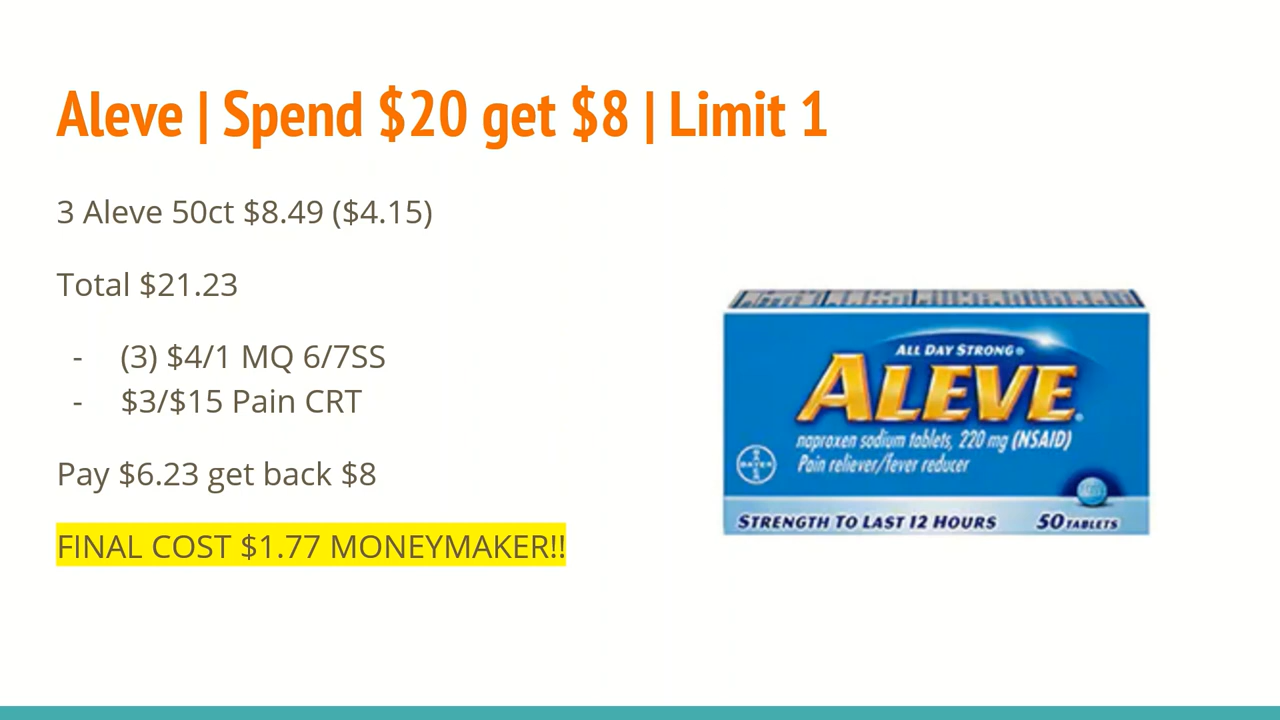 Aleve | Spend $20 get $8 | Limit 1
3 Aleve 50ct $8.49 ($4.15)
Total $21.23
- (3) $4/1 MQ 6/7SS
- $3/$15 Pain CRT
Pay $6.23 get back $8
FINAL COST $1.77 MONEYMAKER!!
ALL DAY STRONG®
ALEVE®
naproxen sodium tablets, 220 mg (NSAID)
Pain reliever/fever reducer
BAYER
STRENGTH TO LAST 12 HOURS
50 TABLETS